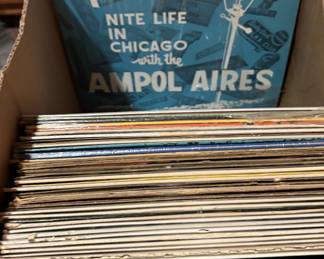 NITE LIFE
IN
CHICAGO
with the
AMPOL AIRES